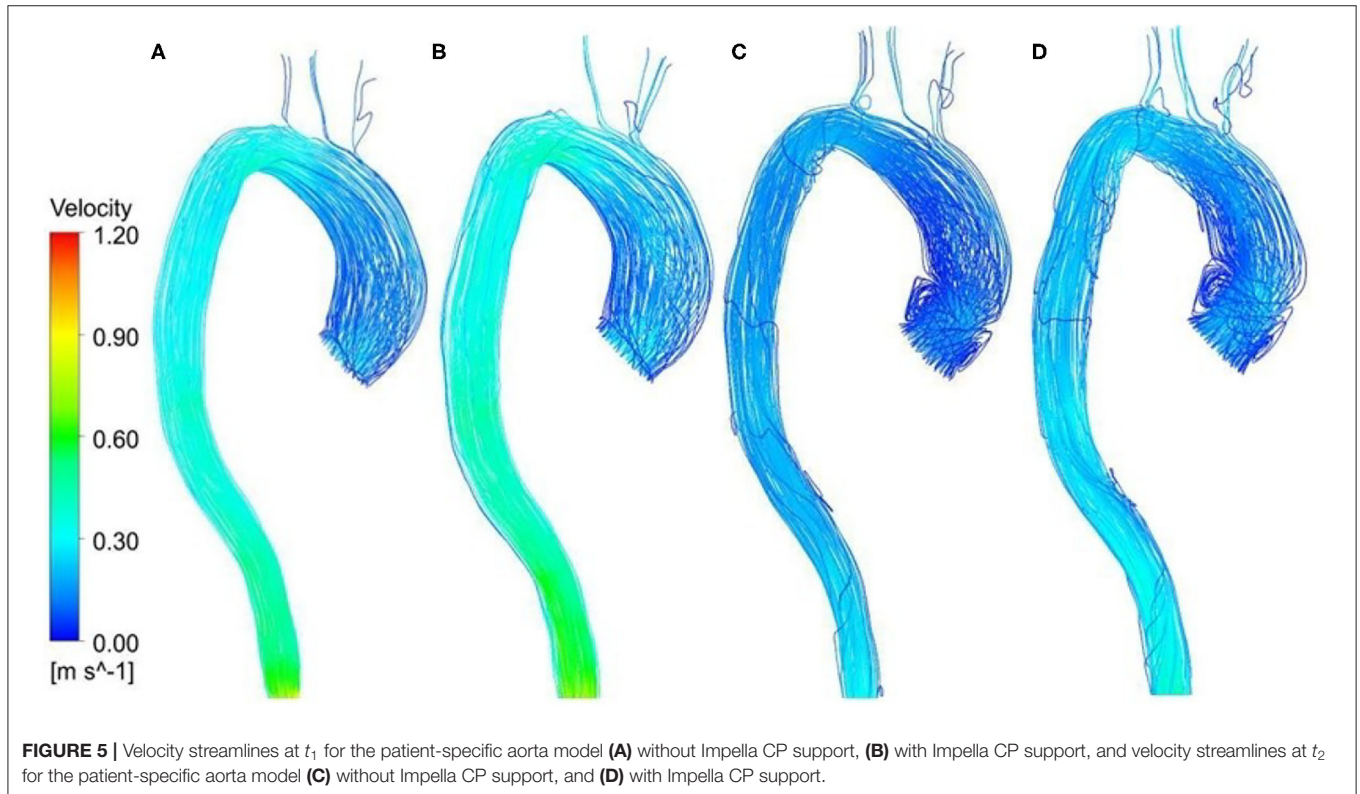 A
B
C
D
Velocity
1.20
0.90
0.60
0.30
0.00
[m s^-1]
FIGURE 5 | Velocity streamlines at t₁ for the patient-specific aorta model (A) without Impella CP support, (B) with Impella CP support, and velocity streamlines at t₂
for the patient-specific aorta model (C) without Impella CP support, and (D) with Impella CP support.